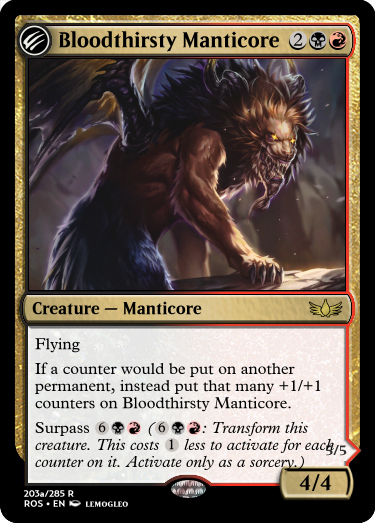 Bloodthirsty Manticore 2
Creature — Manticore
Flying
If a counter would be put on another
permanent, instead put that many +1/+1
counters on Bloodthirsty Manticore.
Surpass 6 ( 6 : Transform this
creature. This costs 1 less to activate for each
counter on it. Activate only as a sorcery.)
5/5
4/4
203a/285 R
ROS • EN LEMOGLEO